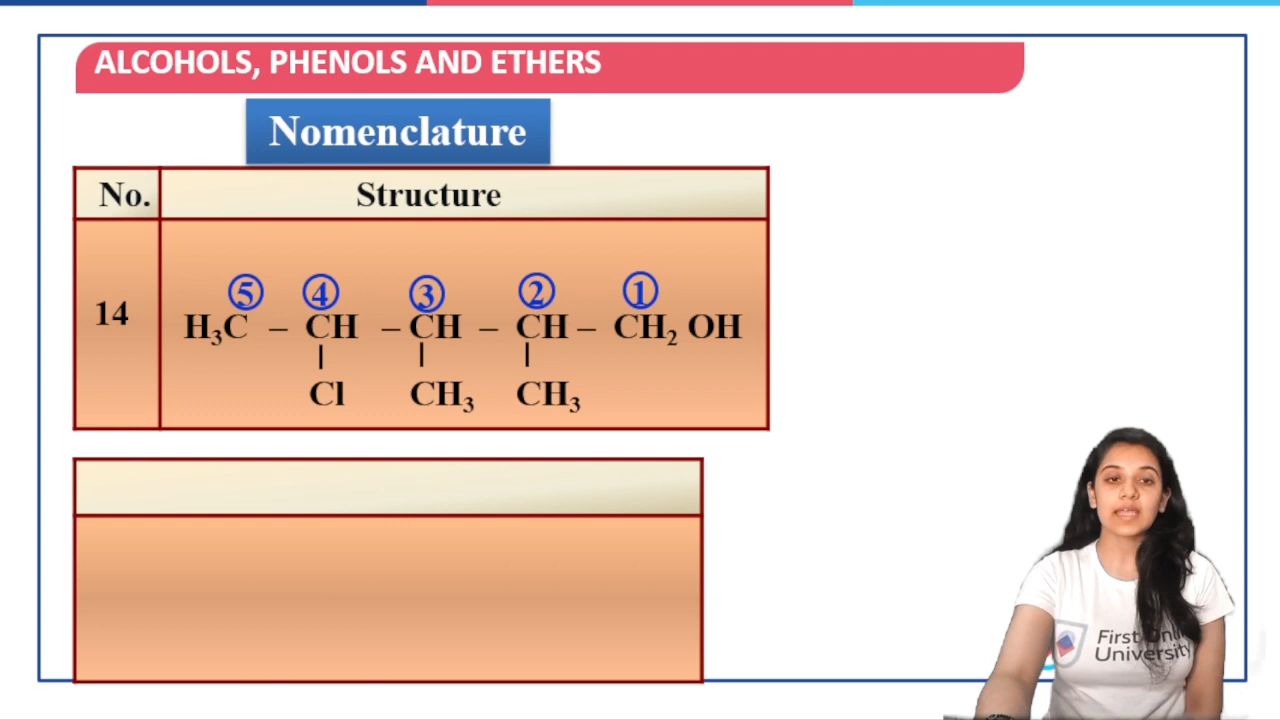 ALCOHOLS, PHENOLS AND ETHERS
Nomenclature
No. Structure
⑤ ④ ③ ② ①
14 H₃C – CH – CH – CH – CH₂ OH
| | |
Cl CH₃ CH₃
First Onli
University